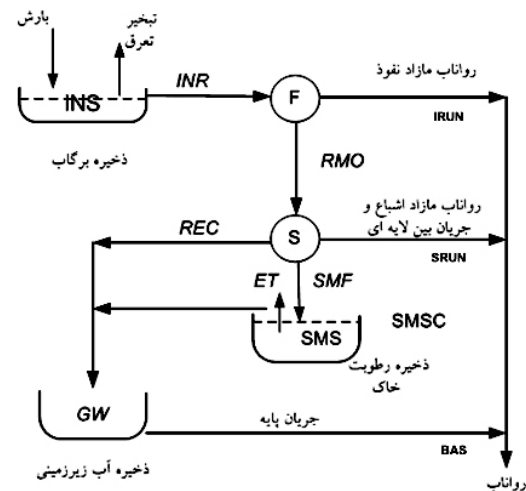 بارش
تبخیر
تعرق
INS
INR
F
رواناب مازاد نفوذ
IRUN
ذخیره برگاب
RMO
رواناب مازاد اشباع و
جریان بین لایه ای
REC
S
SRUN
ET
SMF
SMS
SMSC
ذخیره رطوبت
خاک
GW
جریان پایه
BAS
ذخیره آب زیرزمینی
رواناب